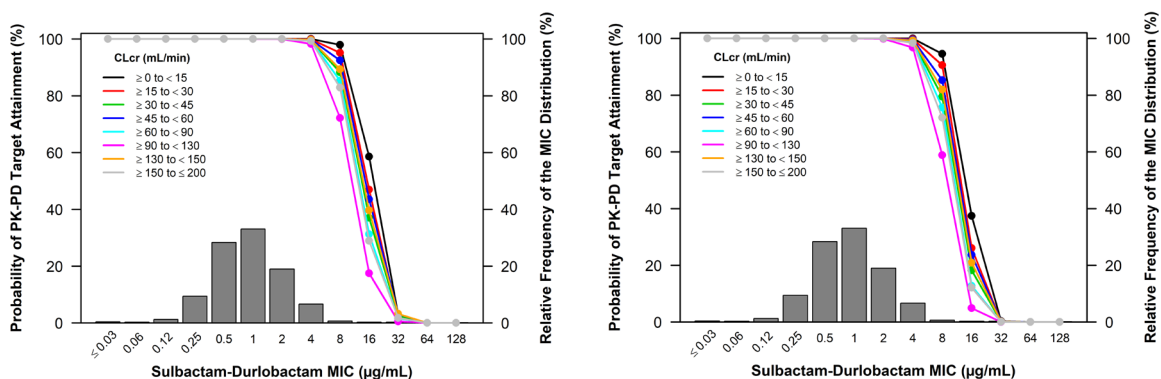 Probability of PK-PD Target Attainment (%)
100
80
60
40
20
0
CLcr (mL/min)
≥ 0 to < 15
≥ 15 to < 30
≥ 30 to < 45
≥ 45 to < 60
≥ 60 to < 90
≥ 90 to < 130
≥ 130 to < 150
≥ 150 to ≤ 200
100
80
60
40
20
0
Relative Frequency of the MIC Distribution (%)
≤ 0.03 0.06 0.12 0.25 0.5 1 2 4 8 16 32 64 128
Sulbactam-Durlobactam MIC (µg/mL)
Probability of PK-PD Target Attainment (%)
100
80
60
40
20
0
CLcr (mL/min)
≥ 0 to < 15
≥ 15 to < 30
≥ 30 to < 45
≥ 45 to < 60
≥ 60 to < 90
≥ 90 to < 130
≥ 130 to < 150
≥ 150 to ≤ 200
100
80
60
40
20
0
Relative Frequency of the MIC Distribution (%)
≤ 0.03 0.06 0.12 0.25 0.5 1 2 4 8 16 32 64 128
Sulbactam-Durlobactam MIC (µg/mL)